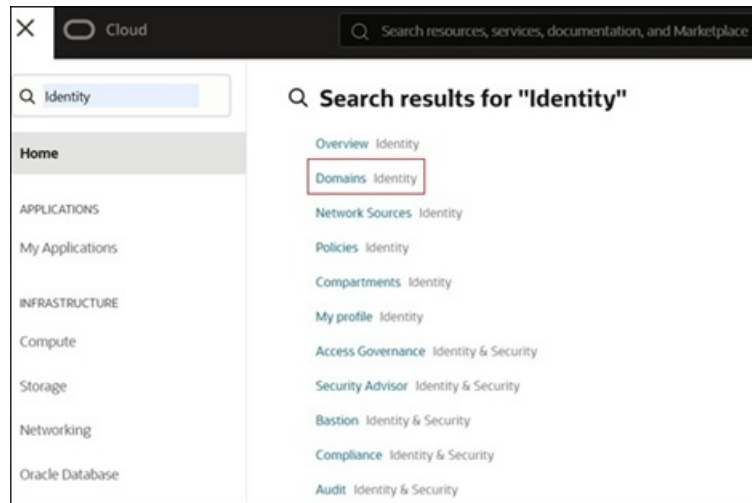 Cloud
Search resources, services, documentation, and Marketplace
Identity
Home
APPLICATIONS
My Applications
INFRASTRUCTURE
Compute
Storage
Networking
Oracle Database
Search results for "Identity"
Overview Identity
Domains Identity
Network Sources Identity
Policies Identity
Compartments Identity
My profile Identity
Access Governance Identity & Security
Security Advisor Identity & Security
Bastion Identity & Security
Compliance Identity & Security
Audit Identity & Security